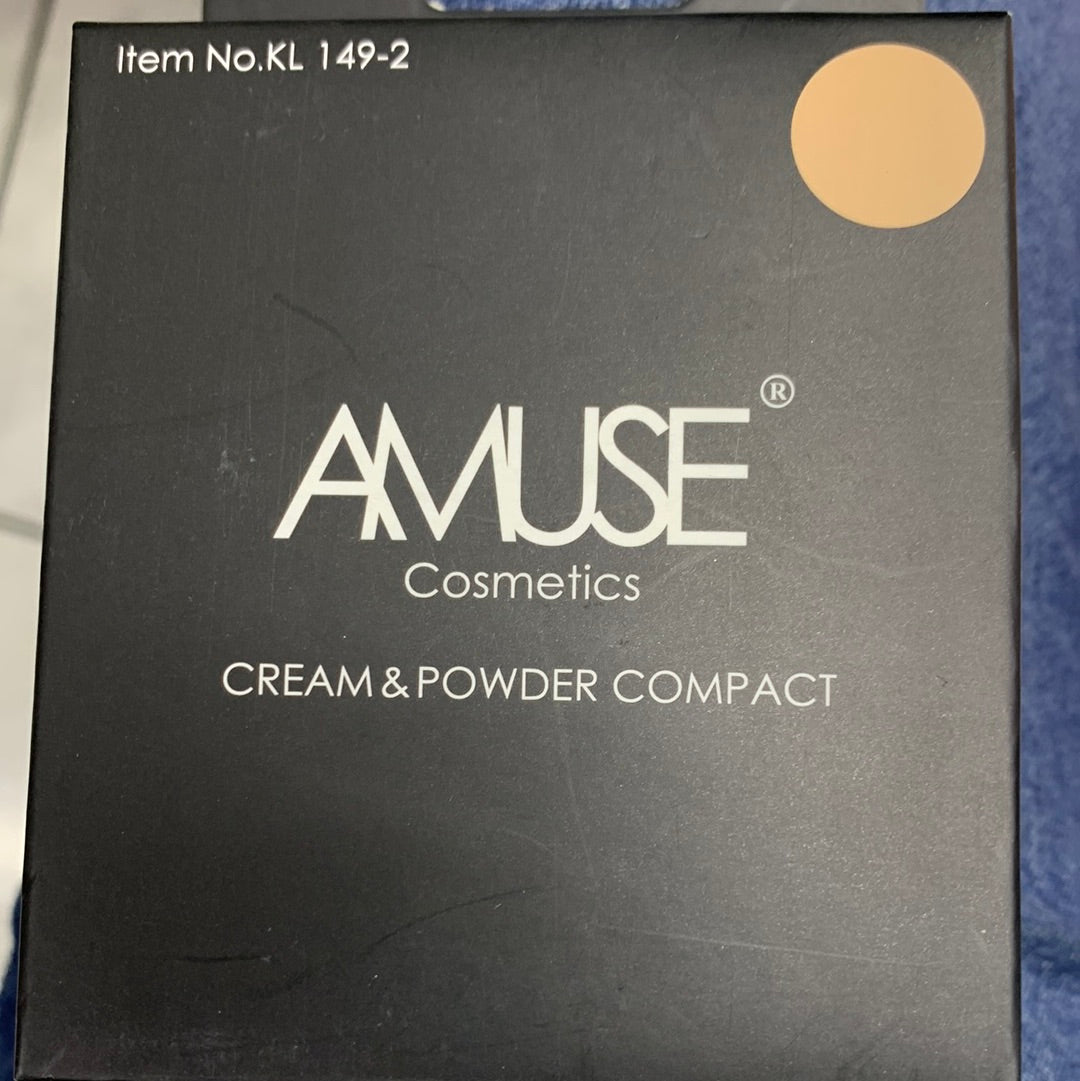 Item No.KL 149-2
AMUSE®
Cosmetics
CREAM & POWDER COMPACT